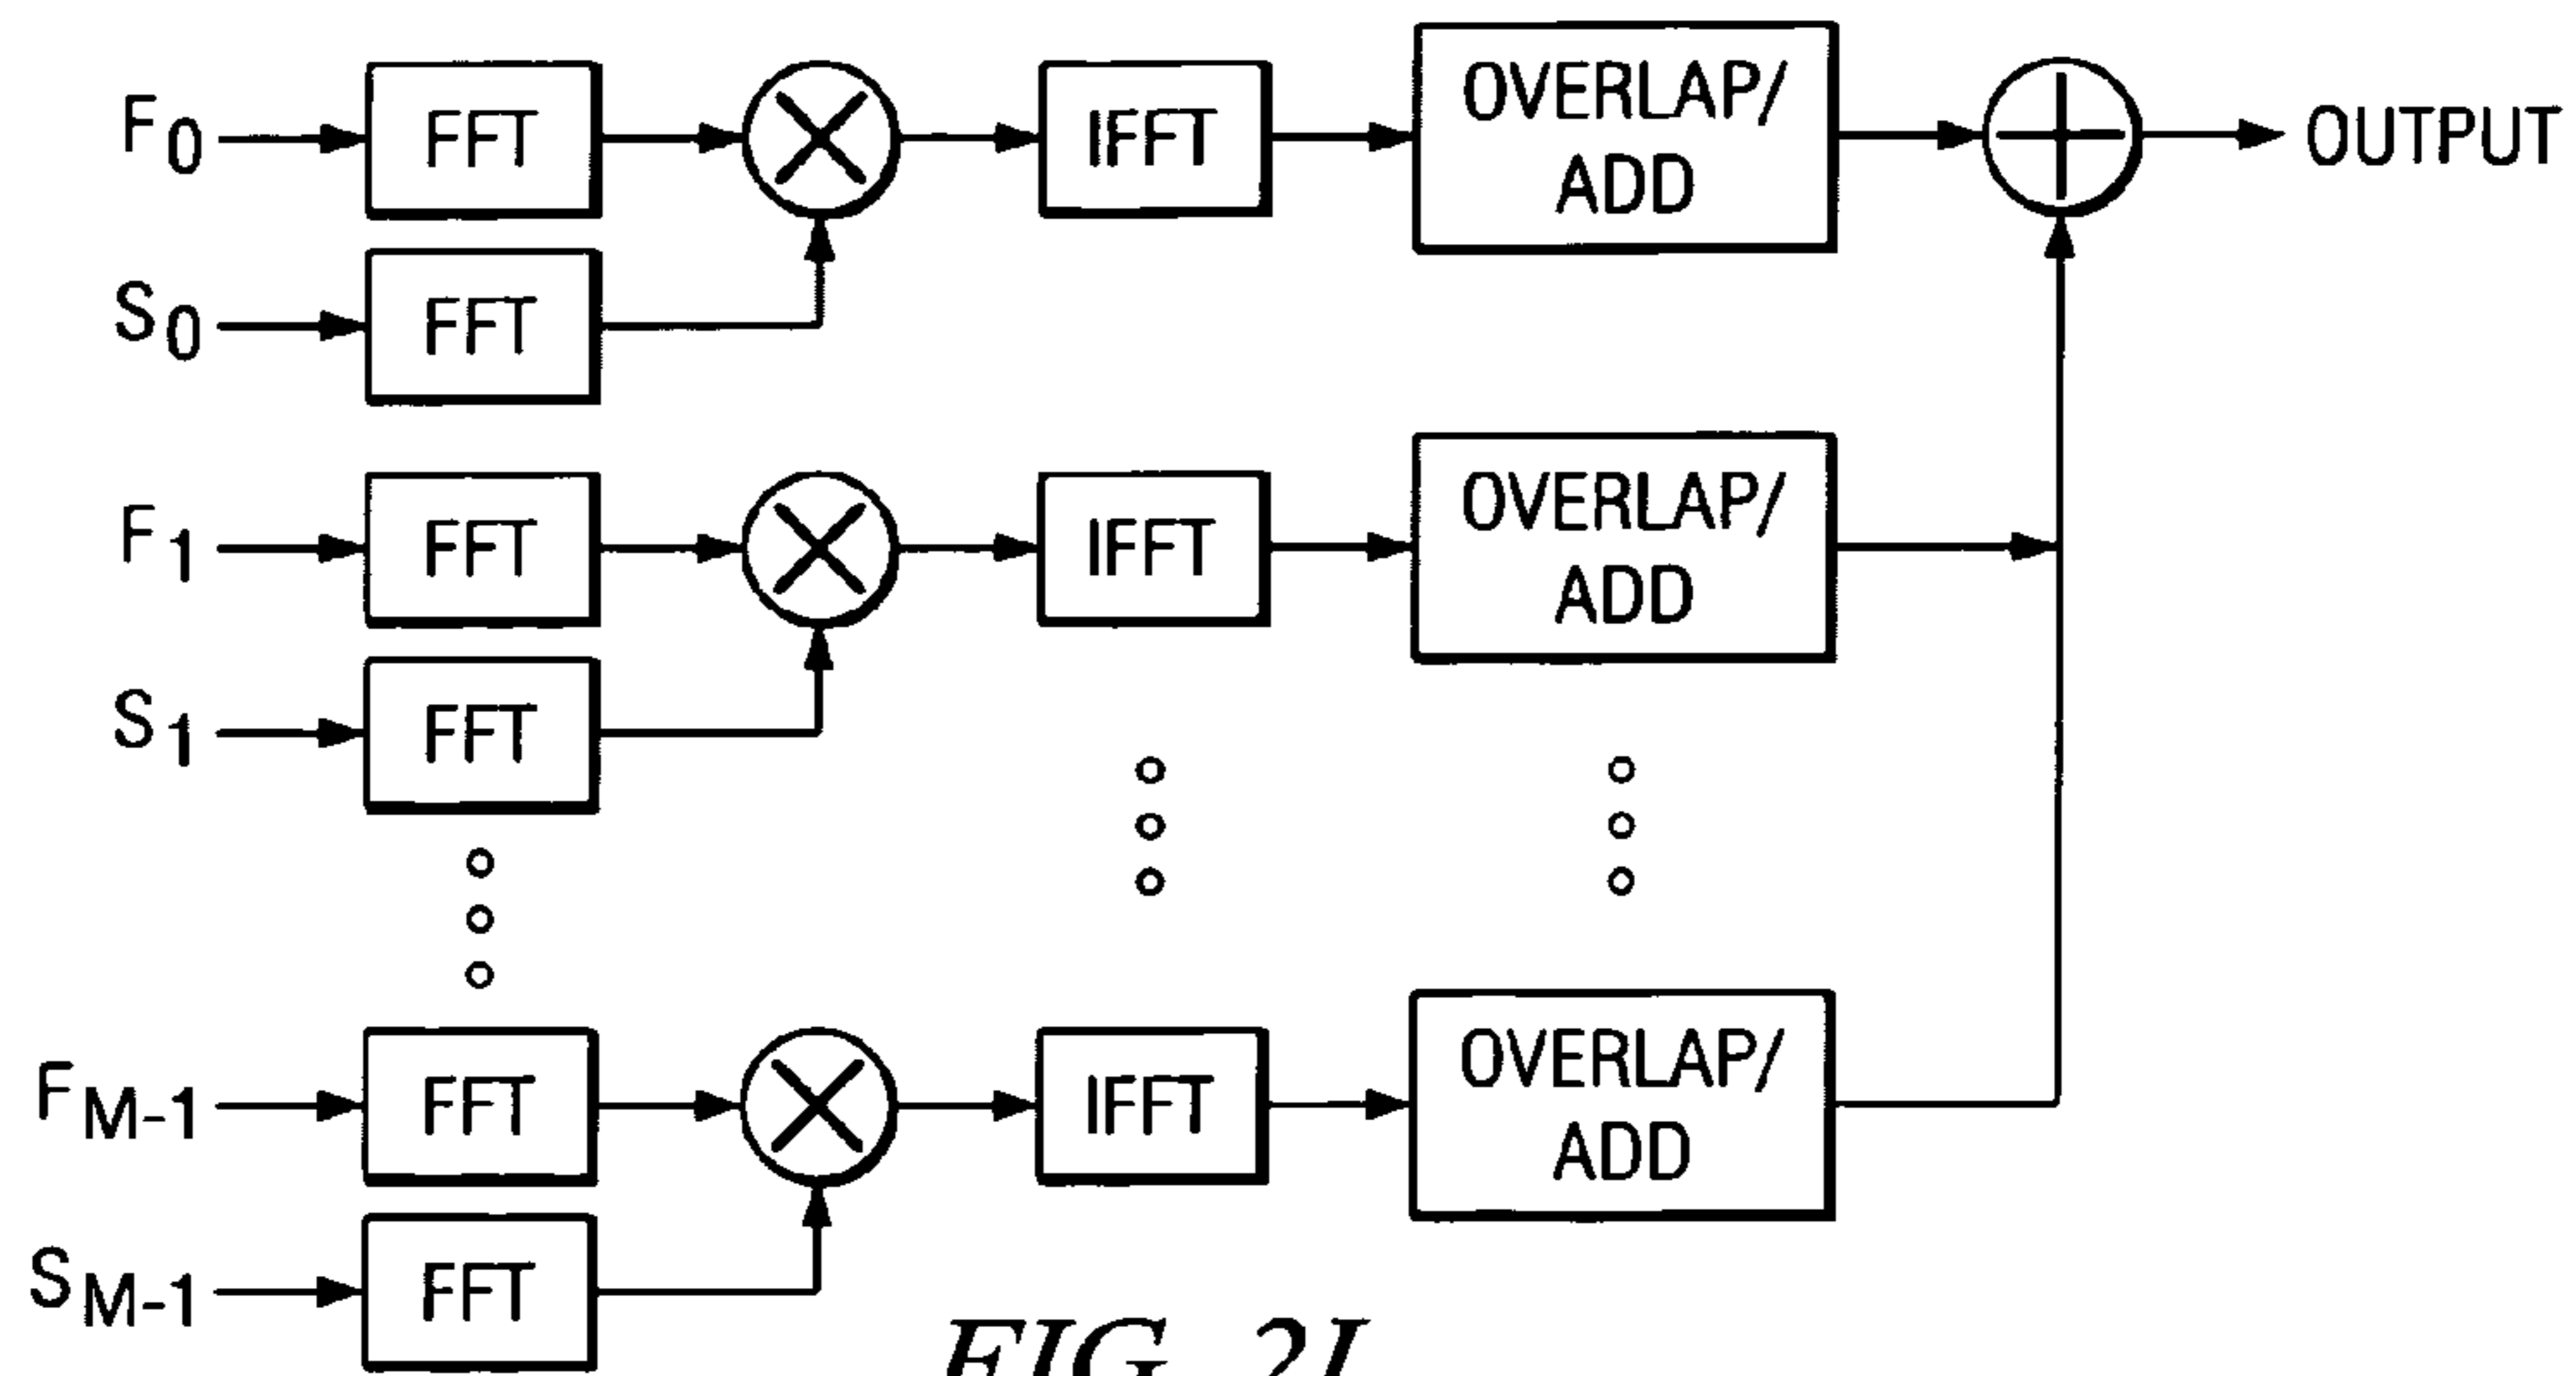 F0 FFT IFFT OVERLAP/
ADD OUTPUT
S0 FFT
F1 FFT IFFT OVERLAP/
ADD
S1 FFT
FM-1 FFT IFFT OVERLAP/
ADD
SM-1 FFT